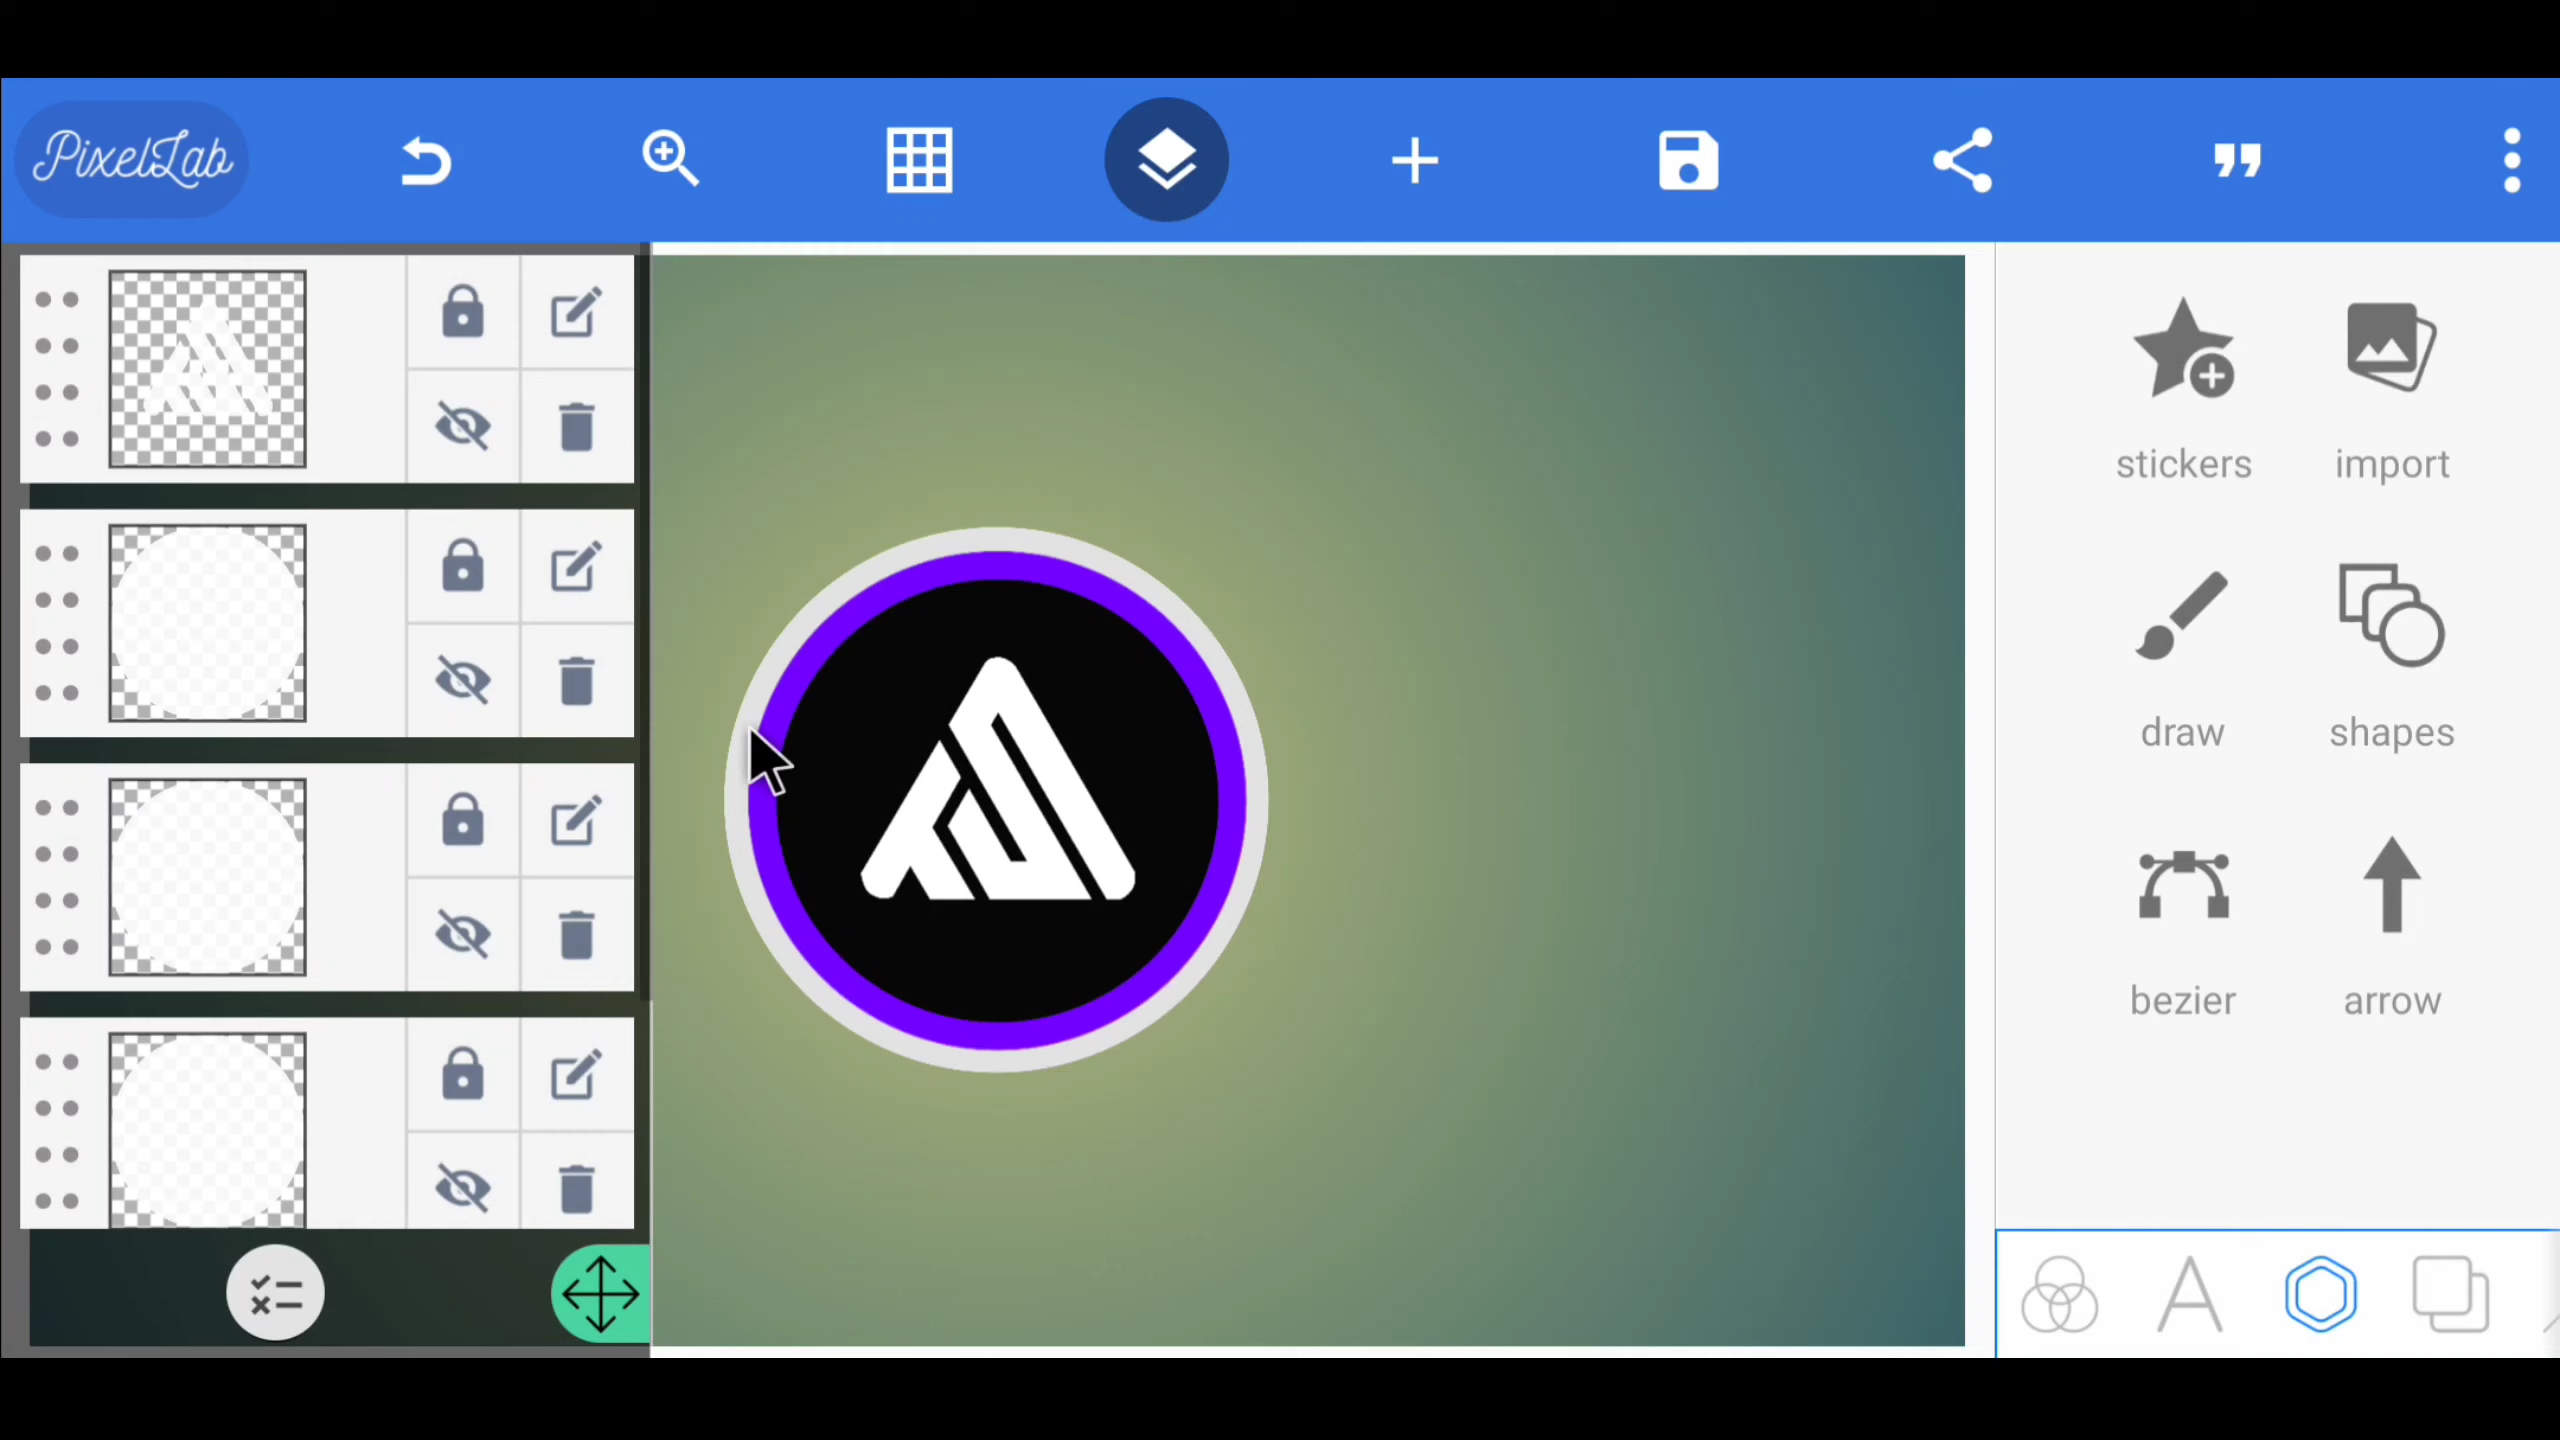 PixelLab
stickers
import
draw
shapes
bezier
arrow